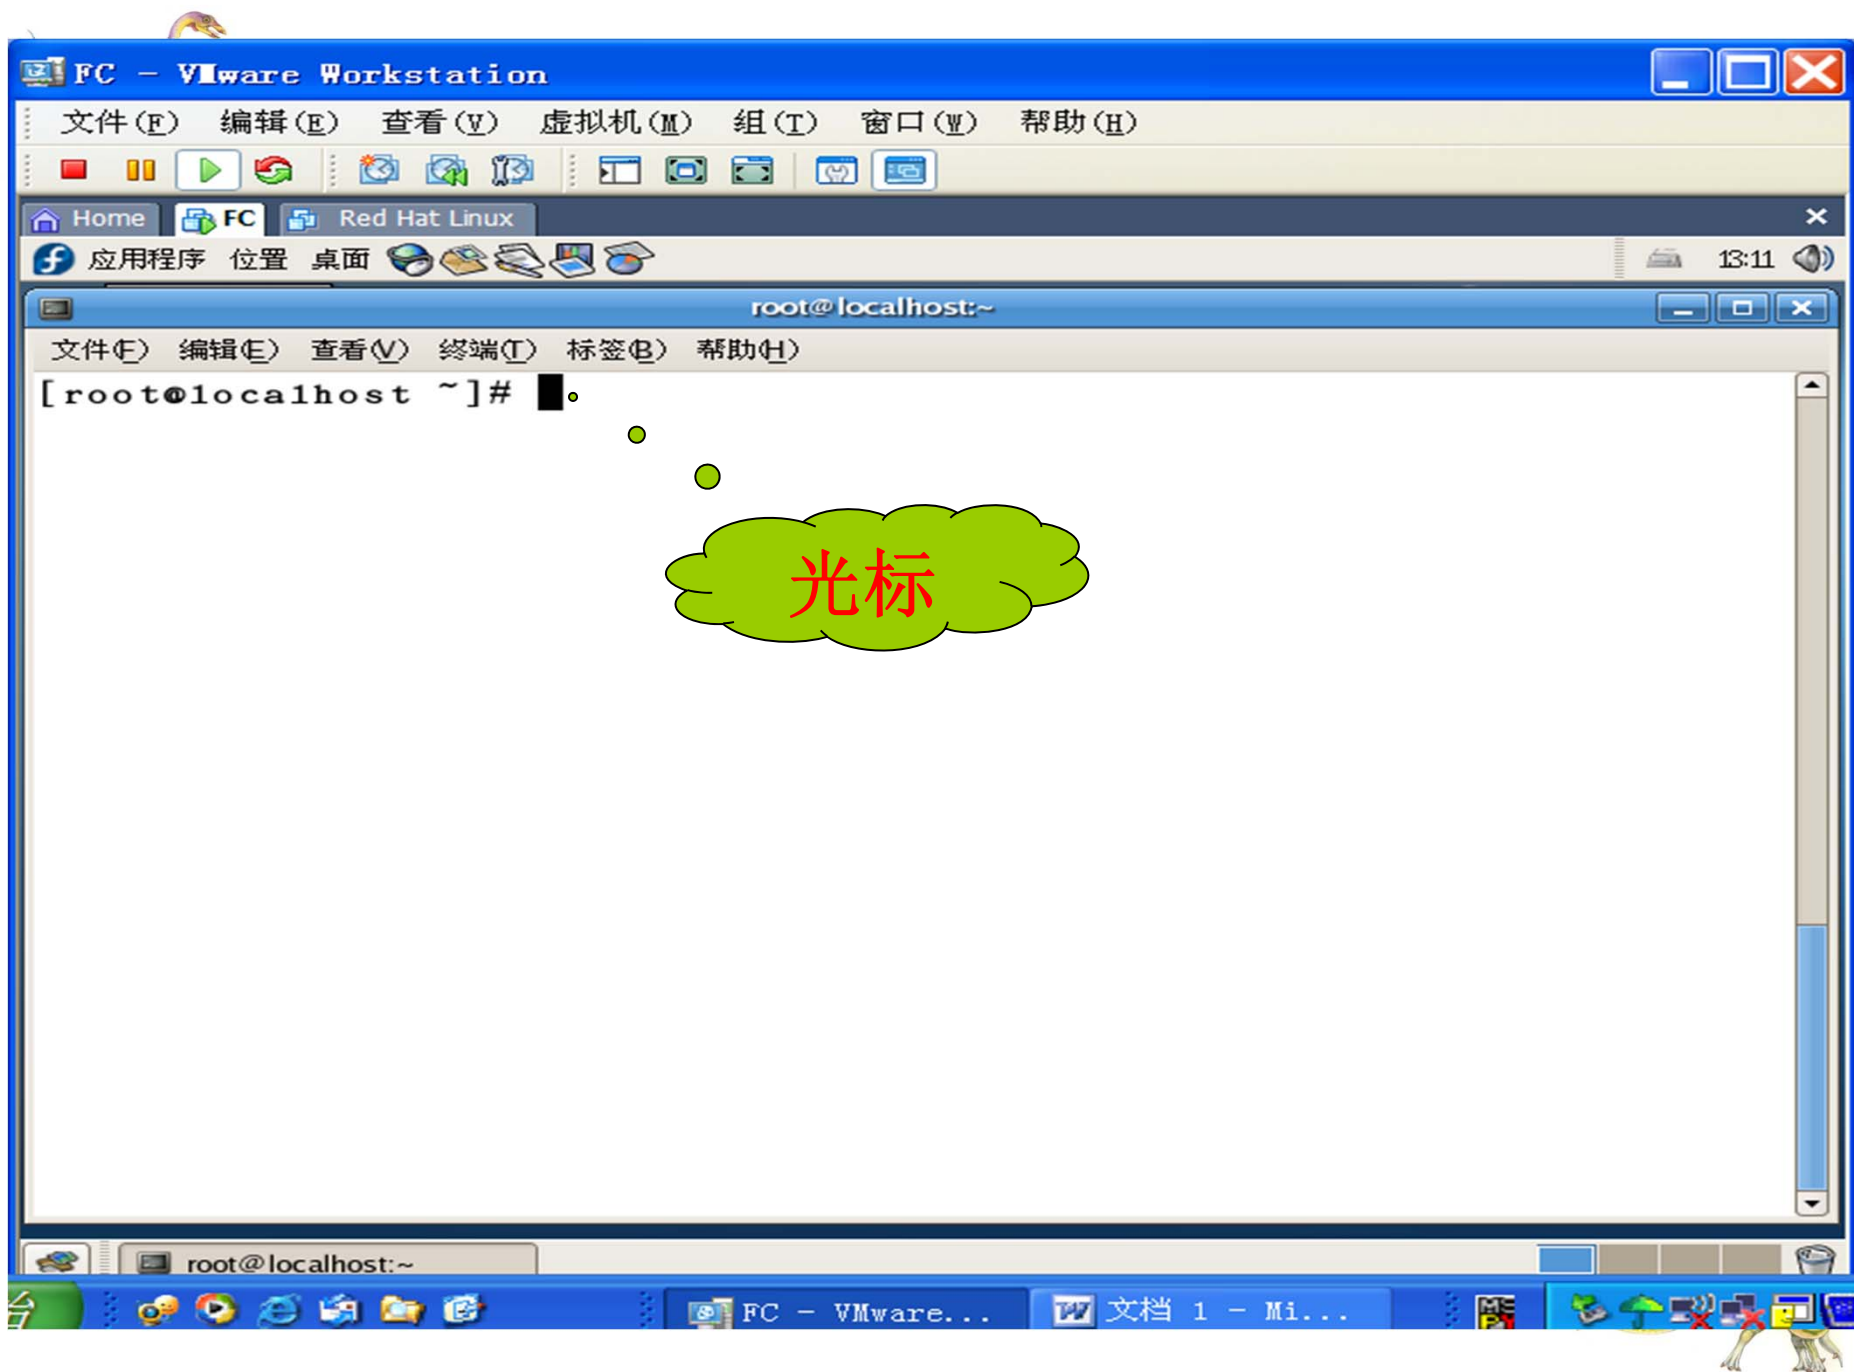 FC - VMware Workstation
文件(F) 编辑(E) 查看(V) 虚拟机(M) 组(T) 窗口(W) 帮助(H)
Home FC Red Hat Linux
应用程序 位置 桌面 13:11
root@localhost:~
文件(F) 编辑(E) 查看(V) 终端(T) 标签(B) 帮助(H)
[root@localhost ~]#
光标
root@localhost:~
FC - VMware... 文档 1 - Mi...